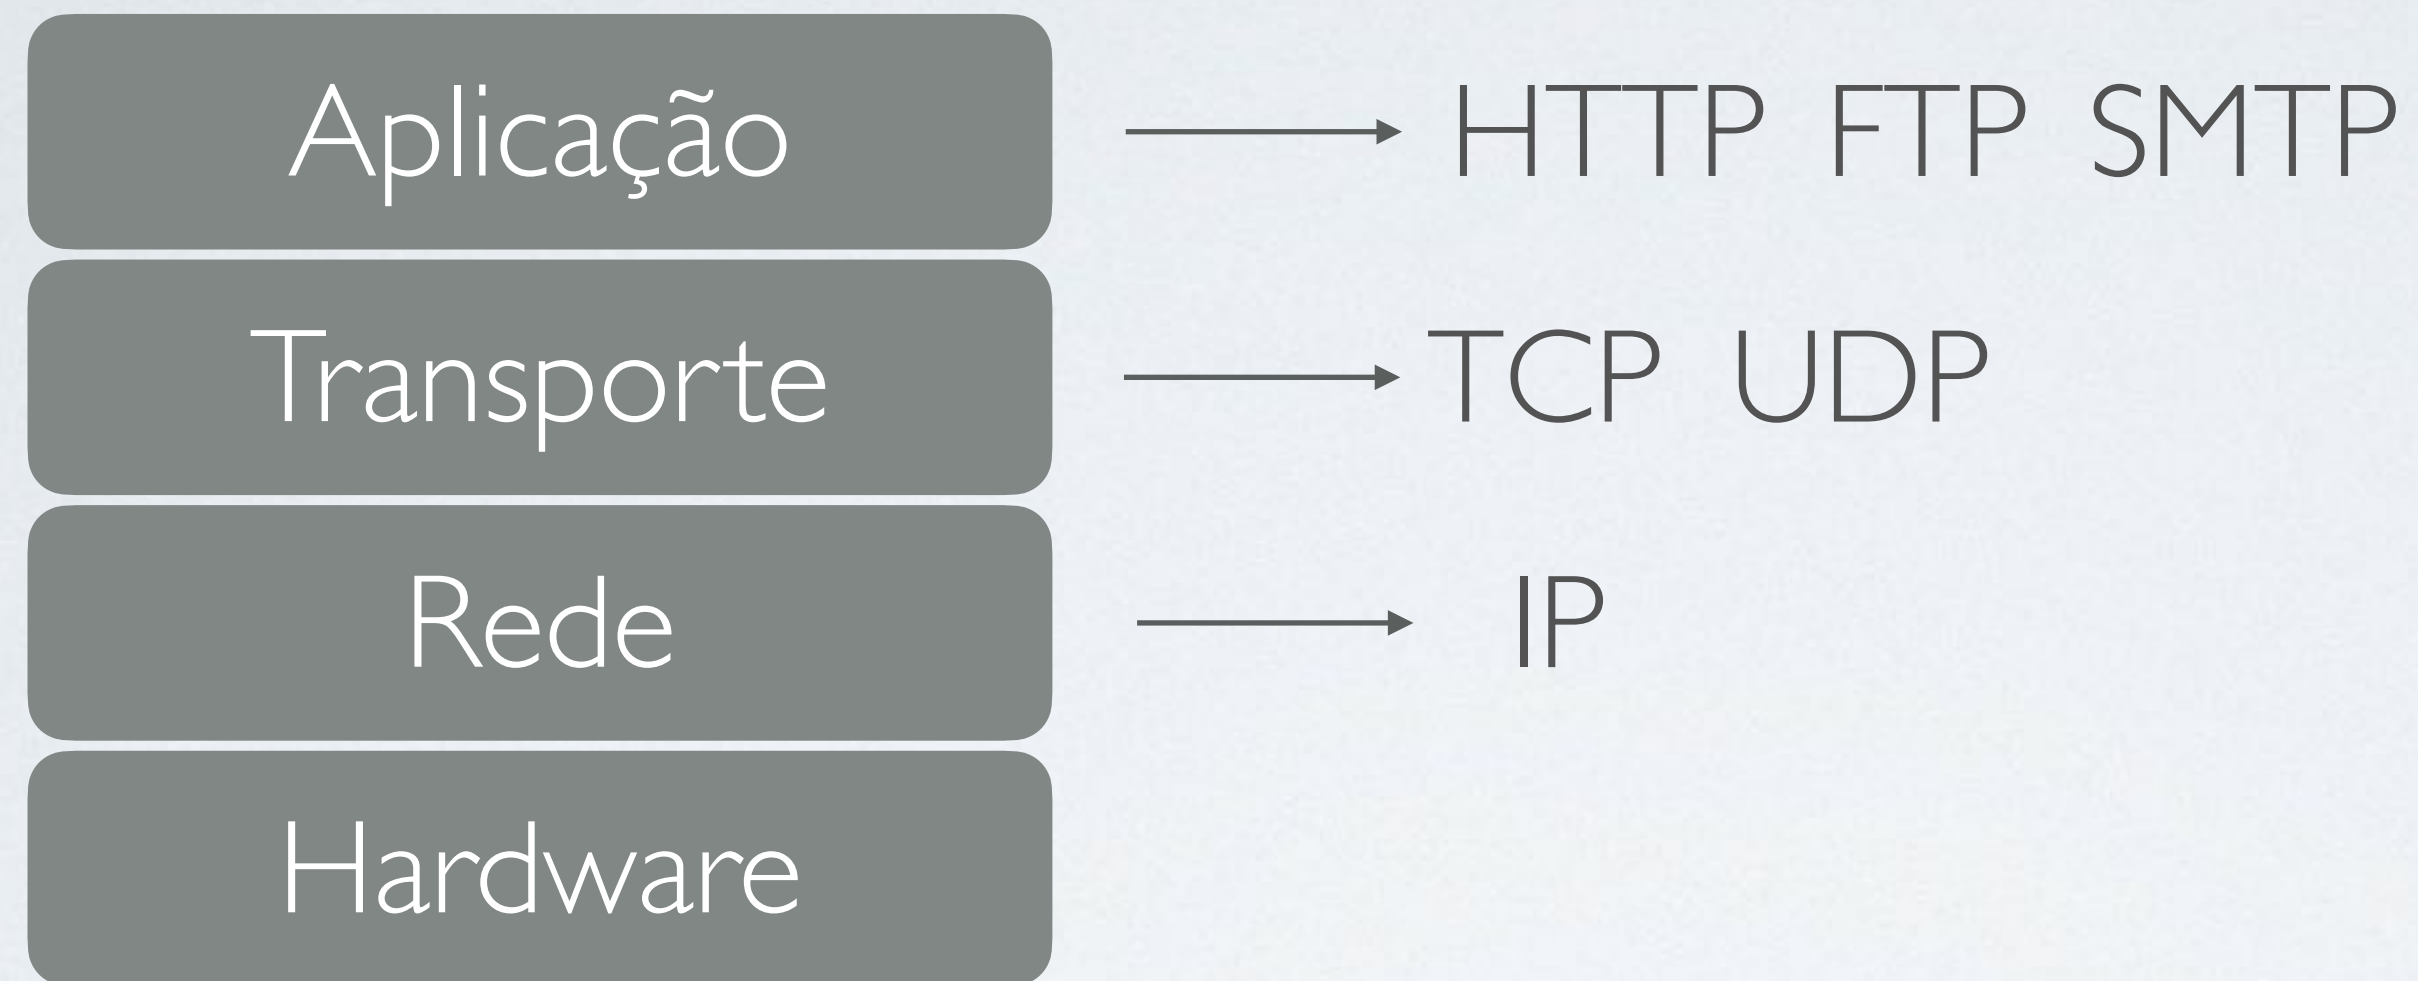 Aplicação HTTP FTP SMTP
Transporte TCP UDP
Rede IP
Hardware